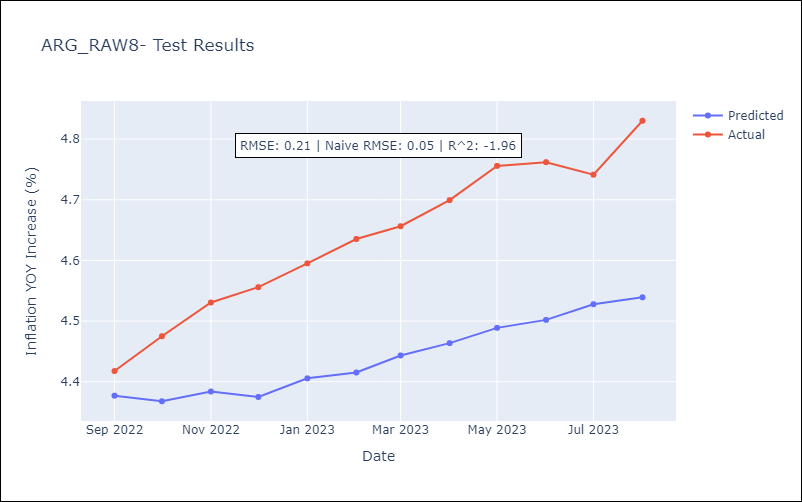 ARG_RAW8- Test Results
Predicted
Actual
RMSE: 0.21 | Naive RMSE: 0.05 | R^2: -1.96
Inflation YOY Increase (%)
4.8
4.7
4.6
4.5
4.4
Sep 2022 Nov 2022 Jan 2023 Mar 2023 May 2023 Jul 2023
Date